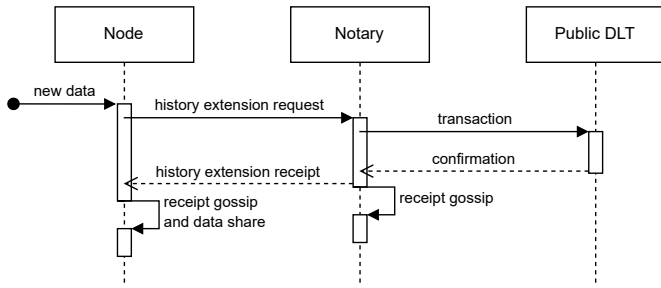 Node
Notary
Public DLT
new data
history extension request
transaction
confirmation
history extension receipt
receipt gossip
and data share
receipt gossip